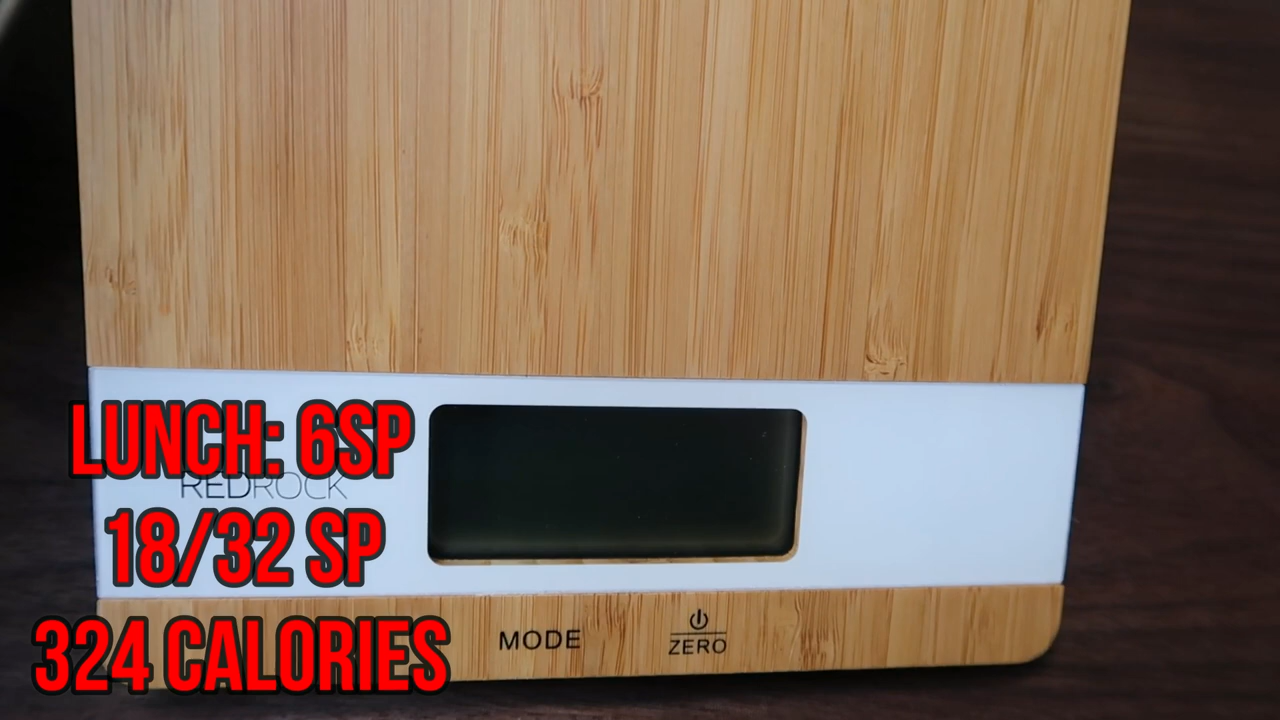 LUNCH: 6SP
REDROCK
18/32 SP
324 CALORIES
MODE
ZERO